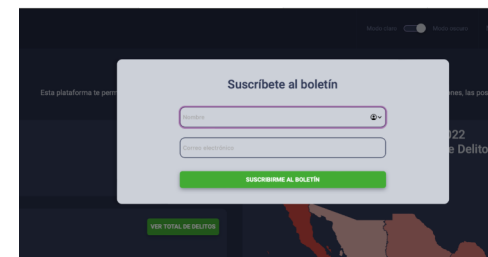 Modo claro
Modo oscuro
Esta plataforma te perm
nes, las pos
Suscríbete al boletín
Nombre
Correo electrónico
SUSCRIBIRME AL BOLETÍN
022
e Delito
VER TOTAL DE DELITOS